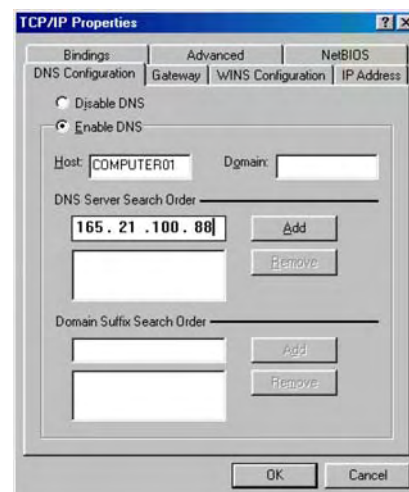 TCP/IP Properties ? ×
Bindings Advanced NetBIOS
DNS Configuration Gateway WINS Configuration IP Address
Disable DNS
Enable DNS
Host: COMPUTER01 Domain:
DNS Server Search Order
165. 21 .100. 88 Add
Remove
Domain Suffix Search Order
Add
Remove
OK Cancel